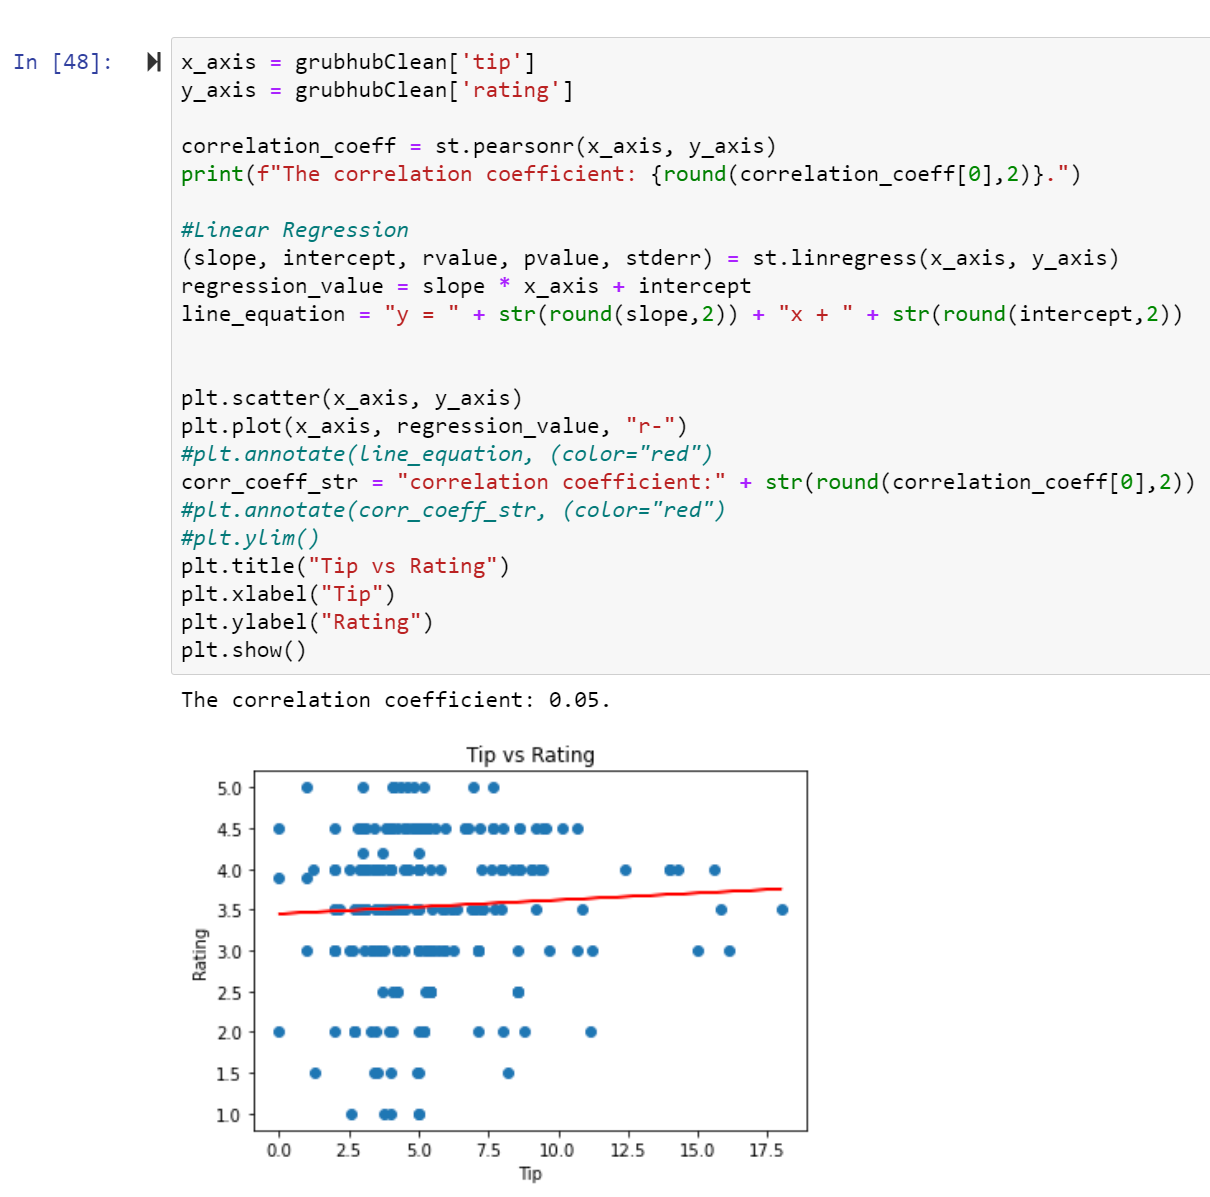 In [48]:
x_axis = grubhubClean['tip']
y_axis = grubhubClean['rating']
correlation_coeff = st.pearsonr(x_axis, y_axis)
print(f"The correlation coefficient: {round(correlation_coeff[0],2)}.")
#Linear Regression
(slope, intercept, rvalue, pvalue, stderr) = st.linregress(x_axis, y_axis)
regression_value = slope * x_axis + intercept
line_equation = "y = " + str(round(slope,2)) + "x + " + str(round(intercept,2))
plt.scatter(x_axis, y_axis)
plt.plot(x_axis, regression_value, "r-")
#plt.annotate(line_equation, (color="red")
corr_coeff_str = "correlation coefficient:" + str(round(correlation_coeff[0],2))
#plt.annotate(corr_coeff_str, (color="red")
#plt.ylim()
plt.title("Tip vs Rating")
plt.xlabel("Tip")
plt.ylabel("Rating")
plt.show()
The correlation coefficient: 0.05.
Tip vs Rating
5.0
4.5
4.0
3.5
3.0
2.5
2.0
1.5
1.0
Rating
0.0 2.5 5.0 7.5 10.0 12.5 15.0 17.5
Tip